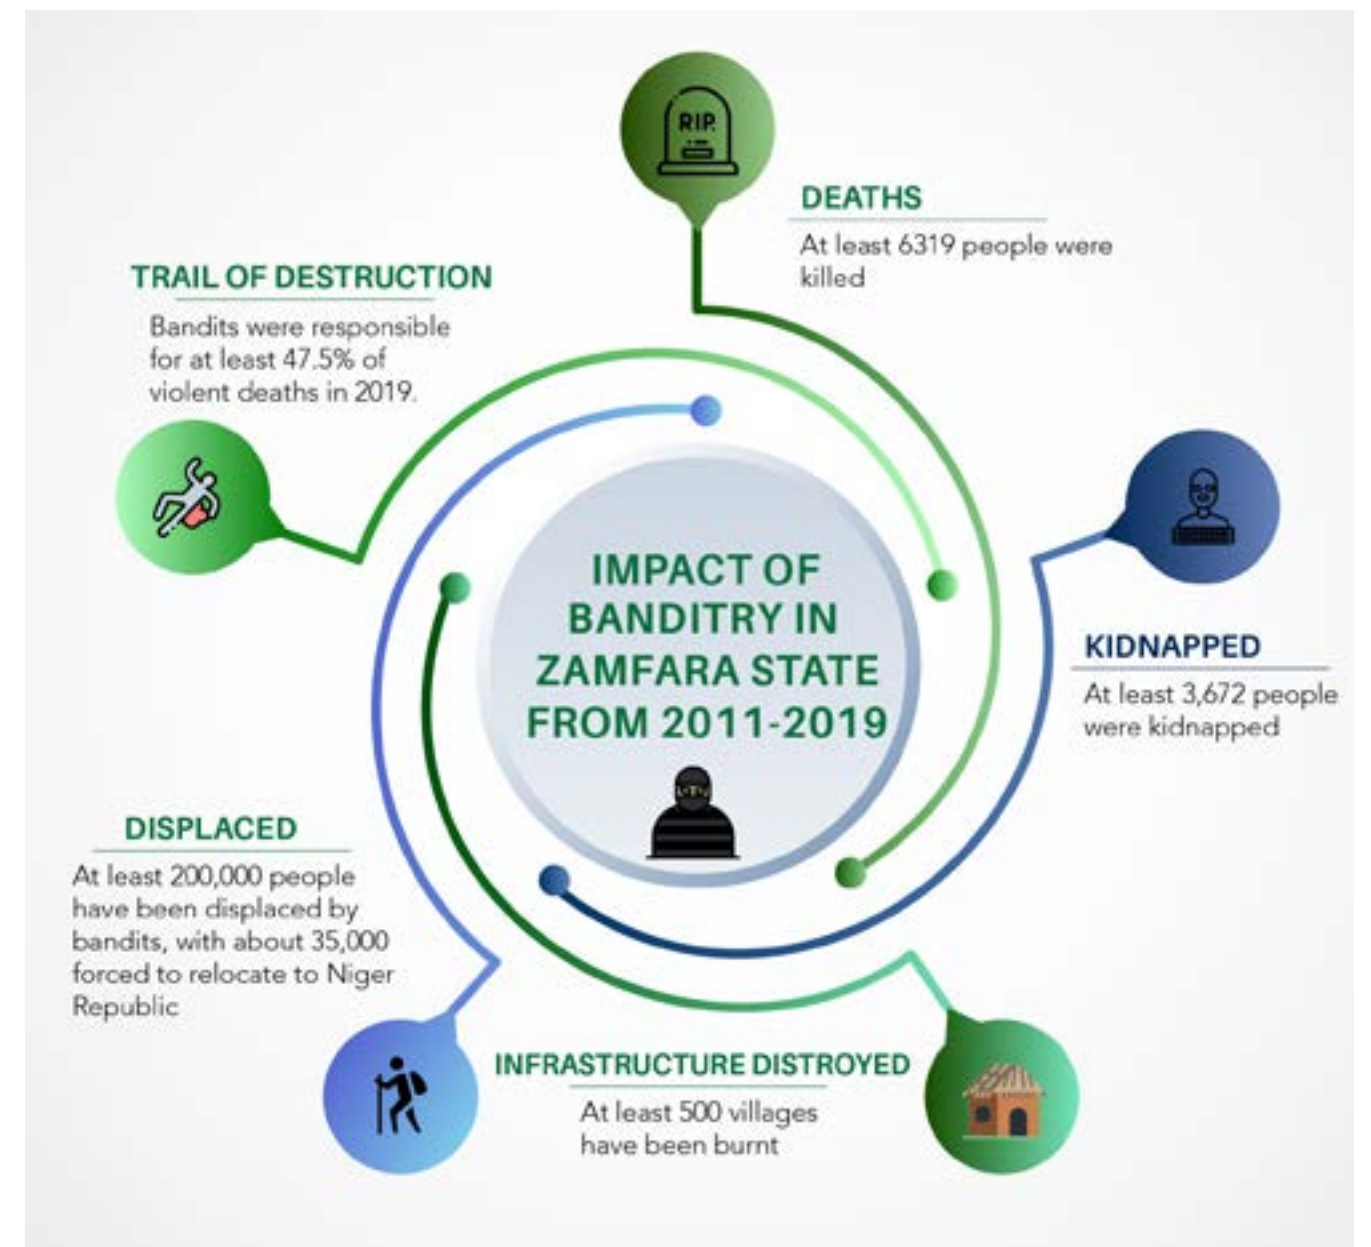 RIP.
DEATHS
At least 6319 people were
killed
TRAIL OF DESTRUCTION
Bandits were responsible
for at least 47.5% of
violent deaths in 2019.
IMPACT OF
BANDITRY IN
ZAMFARA STATE
FROM 2011-2019
KIDNAPPED
At least 3,672 people
were kidnapped
DISPLACED
At least 200,000 people
have been displaced by
bandits, with about 35,000
forced to relocate to Niger
Republic
INFRASTRUCTURE DISTROYED
At least 500 villages
have been burnt